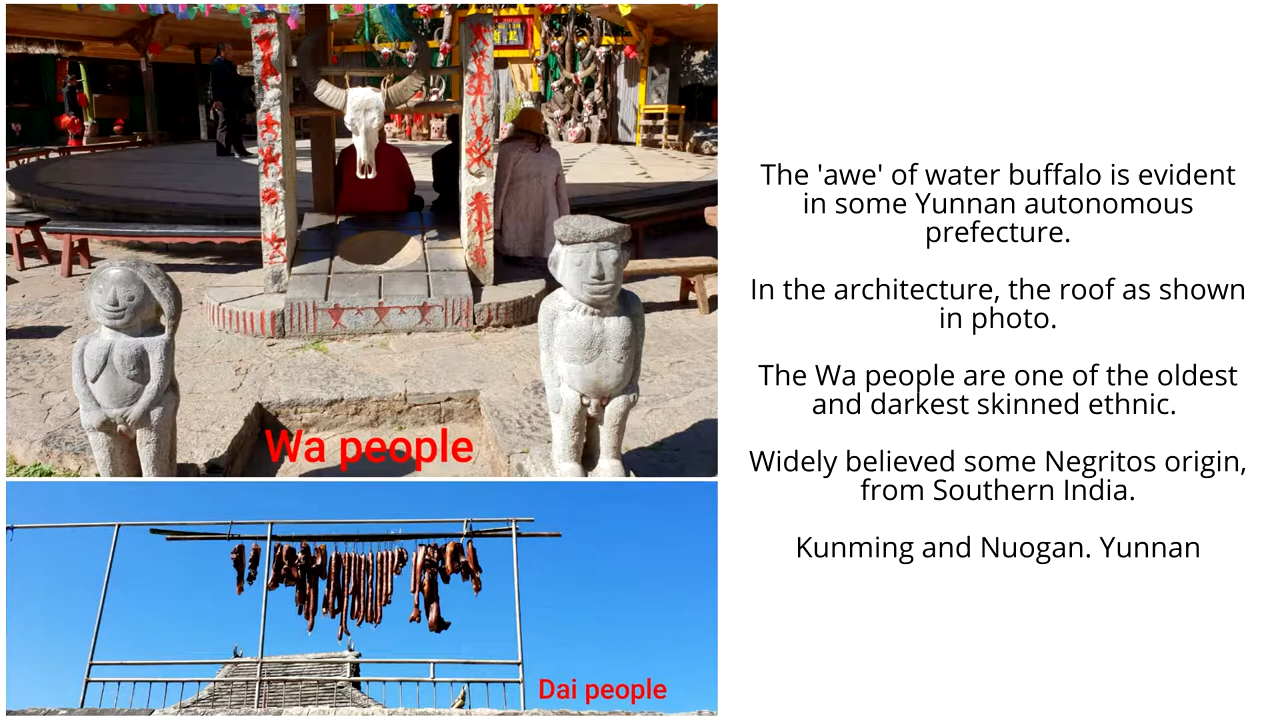 Wa people
Dai people
The 'awe' of water buffalo is evident
in some Yunnan autonomous
prefecture.
In the architecture, the roof as shown
in photo.
The Wa people are one of the oldest
and darkest skinned ethnic.
Widely believed some Negritos origin,
from Southern India.
Kunming and Nuogan. Yunnan